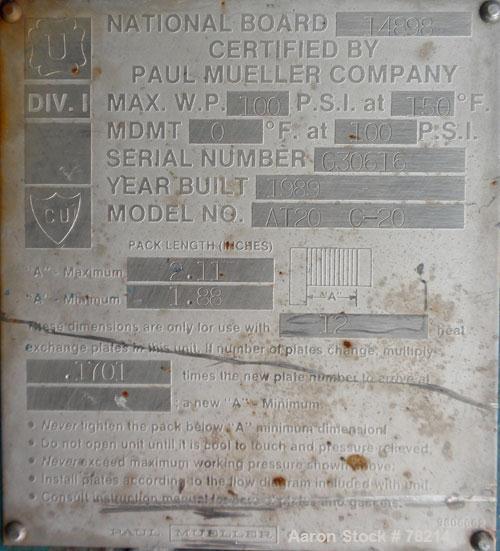 U
NATIONAL BOARD 14898
CERTIFIED BY
PAUL MUELLER COMPANY
DIV. I MAX. W.P. 100 P.S.I. at 150 °F.
MDMT 0 °F. at 100 P.S.I.
SERIAL NUMBER G30616
YEAR BUILT 1989
CU MODEL NO. AT20 C-20
PACK LENGTH (INCHES)
"A" - Maximum 2.11
"A" - Minimum 1.88
"A"
These dimensions are only for use with 12 heat
exchange plates in this unit. If number of plates change, multiply
.1701 times the new plate number to arrive at
a new "A" - Minimum
• Never tighten the pack below "A" minimum dimension!
• Do not open unit until it is cool to touch and pressure relieved.
• Never exceed maximum working pressure shown above.
• Install plates according to the flow diagram included with unit.
• Consult instruction manual for
PAUL MUELLER
Aaron Stock # 78214